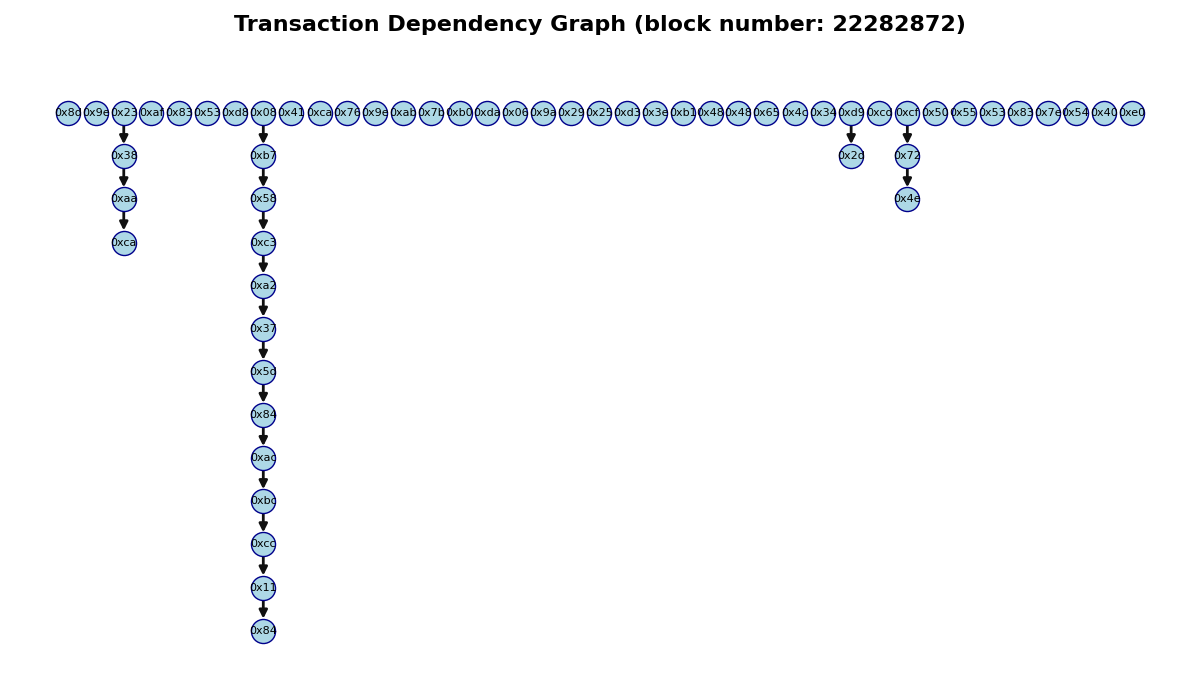 Transaction Dependency Graph (block number: 22282872)
0x8d 0x9e 0x23 0xaf 0x83 0x53 0xd8 0x08 0x41 0xca 0x76 0x9e 0xab 0x7b 0xb0 0xda 0x06 0x9a 0x29 0x25 0xd3 0x3e 0xb1 0x48 0x48 0x65 0x4c 0x34 0xd9 0xcd 0xcf 0x50 0x55 0x53 0x83 0x7e 0x54 0x40 0xe0
0x38 0xb7 0x2d 0x72
0xaa 0x58 0x4e
0xca 0xc3
0xa2
0x37
0x5d
0x84
0xac
0xbc
0xcc
0x11
0x84